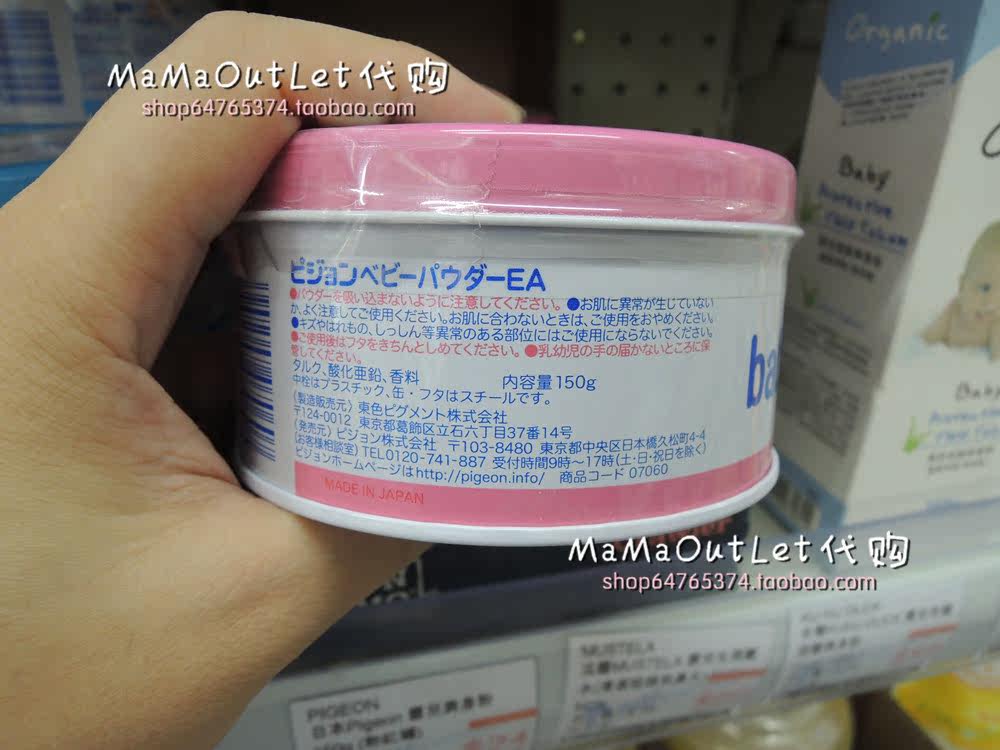 MaMaOutLet代购
shop64765374.taobao.com
Organic
Baby
Protective
Face Cream
ピジョンベビーパウダーEA
●パウダーを吸い込まないように注意してください。●お肌に異常が生じていない
か、よく注意してご使用ください。お肌に合わないときは、ご使用をおやめください。
●キズやはれもの、しっしん等異常のある部位にはご使用にならないでください。
●ご使用後はフタをきちんとしめてください。●乳幼児の手の届かないところに保
管してください。
タルク、酸化亜鉛、香料 内容量150g
中栓はプラスチック、缶・フタはスチールです。
(製造販売元) 東色ピグメント株式会社
〒124-0012 東京都葛飾区立石六丁目37番14号
(発売元) ピジョン株式会社 〒103-8480 東京都中央区日本橋久松町4-4
(お客様相談室) TEL0120-741-887 受付時間9時〜17時(土・日・祝日を除く)
ピジョンホームページはhttp://pigeon.info/ 商品コード 07060
MADE IN JAPAN
ba
Baby
MaMaOutLet代购
shop64765374.taobao.com
PIGEON
日本Pigeon
MUSTELA